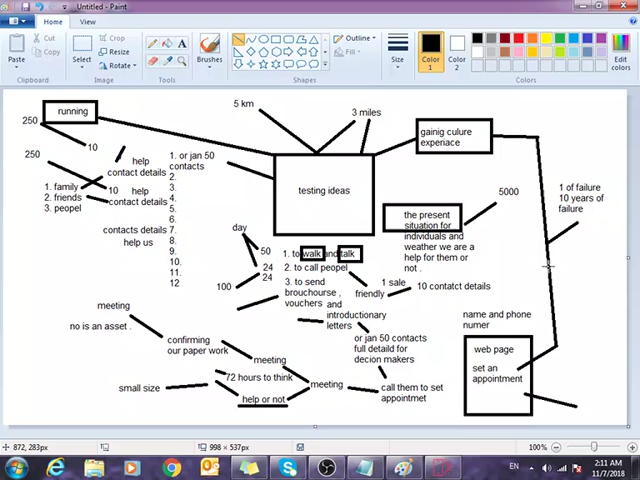 Untitled - Paint
Home
View
Paste
Cut
Copy
Clipboard
Select
Crop
Resize
Rotate
Image
Tools
Brushes
Shapes
Outline
Fill
Size
Color 1
Color 2
Colors
Edit colors
250
running
5 km
3 miles
gainig culure
experiace
10
250
help
contact details
1. or jan 50
contacts
2.
3.
4.
5.
6.
7.
8.
9.
10.
11.
12
testing ideas
1. family
2. friends
3. peopel
10
help
contact details
contacts details
help us
5000
1 of failure
10 years of
failure
the present
situation for
individuals and
weather we are a
help for them or
not .
day
50
24
24
100
1. to walk and talk
2. to call peopel
3. to send
brouchourse ,
vouchers
and
introductionary
letters
1 sale
friendly
10 contatct details
meeting
no is an asset .
confirming
our paper work
meeting
72 hours to think
small size
help or not
meeting
or jan 50 contacts
full detaild for
decion makers
call them to set
appointmet
name and phone
numer
web page
set an
appointment
872, 283px
998 × 537px
100%
EN
2:11 AM
11/7/2018